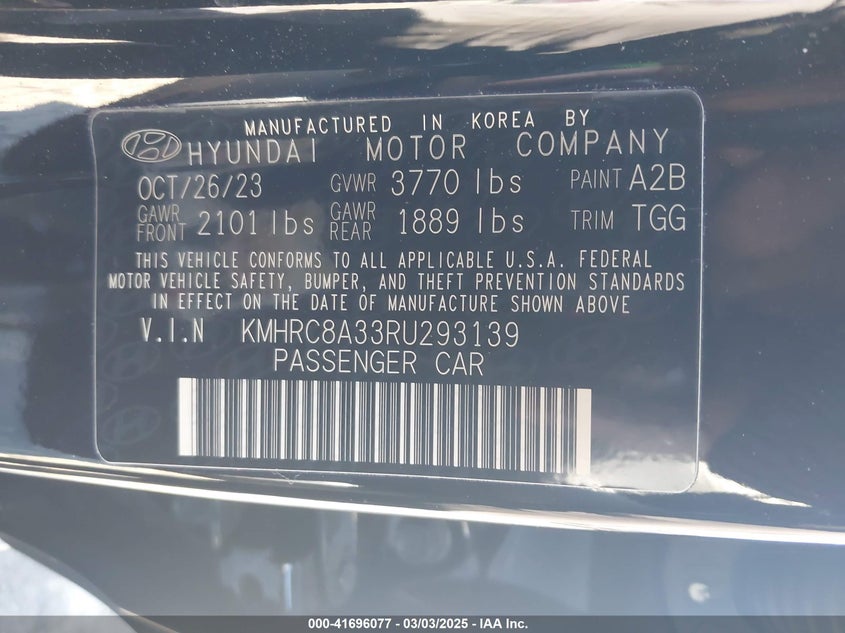 MANUFACTURED IN KOREA BY
HYUNDAI MOTOR COMPANY
OCT/26/23 GVWR 3770 lbs PAINT A2B
GAWR FRONT 2101 lbs GAWR REAR 1889 lbs TRIM TGG
THIS VEHICLE CONFORMS TO ALL APPLICABLE U.S.A. FEDERAL
MOTOR VEHICLE SAFETY, BUMPER, AND THEFT PREVENTION STANDARDS
IN EFFECT ON THE DATE OF MANUFACTURE SHOWN ABOVE
V.I.N KMHRC8A33RU293139
PASSENGER CAR
000-41696077 - 03/03/2025 - IAA Inc.